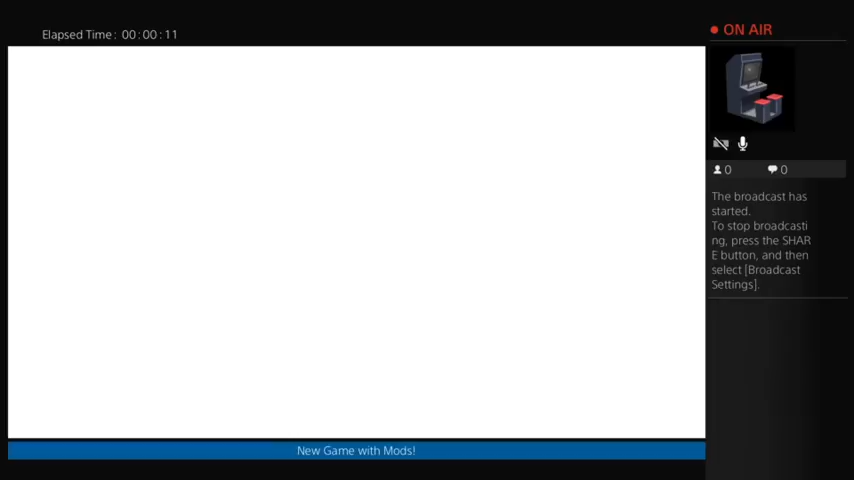 Elapsed Time: 00:00:11
ON AIR
0 0
The broadcast has
started.
To stop broadcasti
ng, press the SHAR
E button, and then
select [Broadcast
Settings].
New Game with Mods!